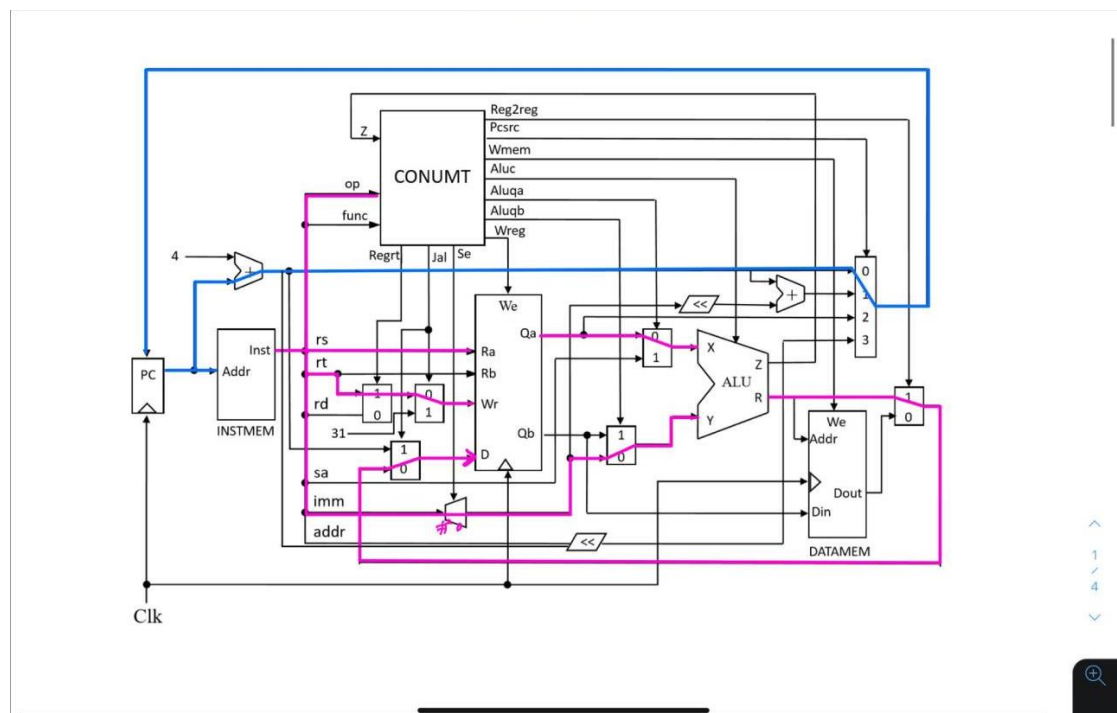 Reg2reg
Pcsrc
Z
Wmem
CONUMT
Aluc
op
Aluqa
func
Aluqb
Wreg
Regrt
Jal
Se
4
+
0
We
<<
+
1
2
3
Inst
rs
Ra
Qa
0
1
X
Z
PC
Addr
rt
Rb
ALU
R
1
0
rd
1
0
0
1
Wr
Y
INSTMEM
31
Qb
1
0
We
Addr
1
0
D
sa
Dout
imm
Din
addr
<<
DATAMEM
Clk
1
/
4